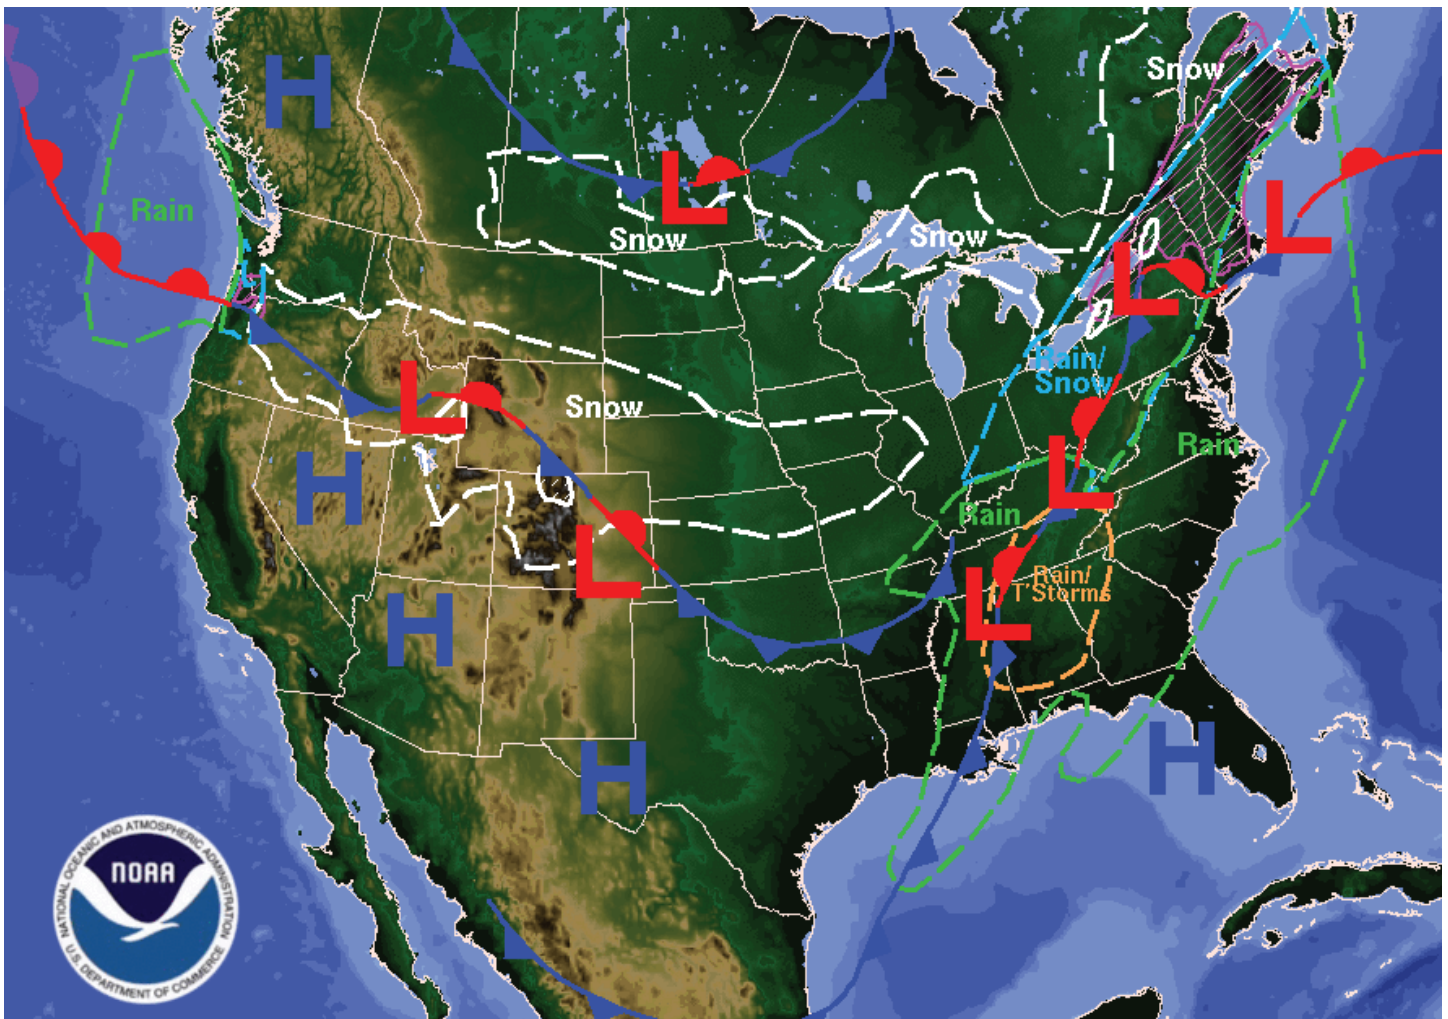 H
Snow
Rain
L
L
Snow
Snow
L
Rain/
Snow
L
Snow
Rain
H
L
Rain
L
Rain/
T'Storms
L
H
L
H
H
NATIONAL OCEANIC AND ATMOSPHERIC ADMINISTRATION
NOAA
U.S. DEPARTMENT OF COMMERCE